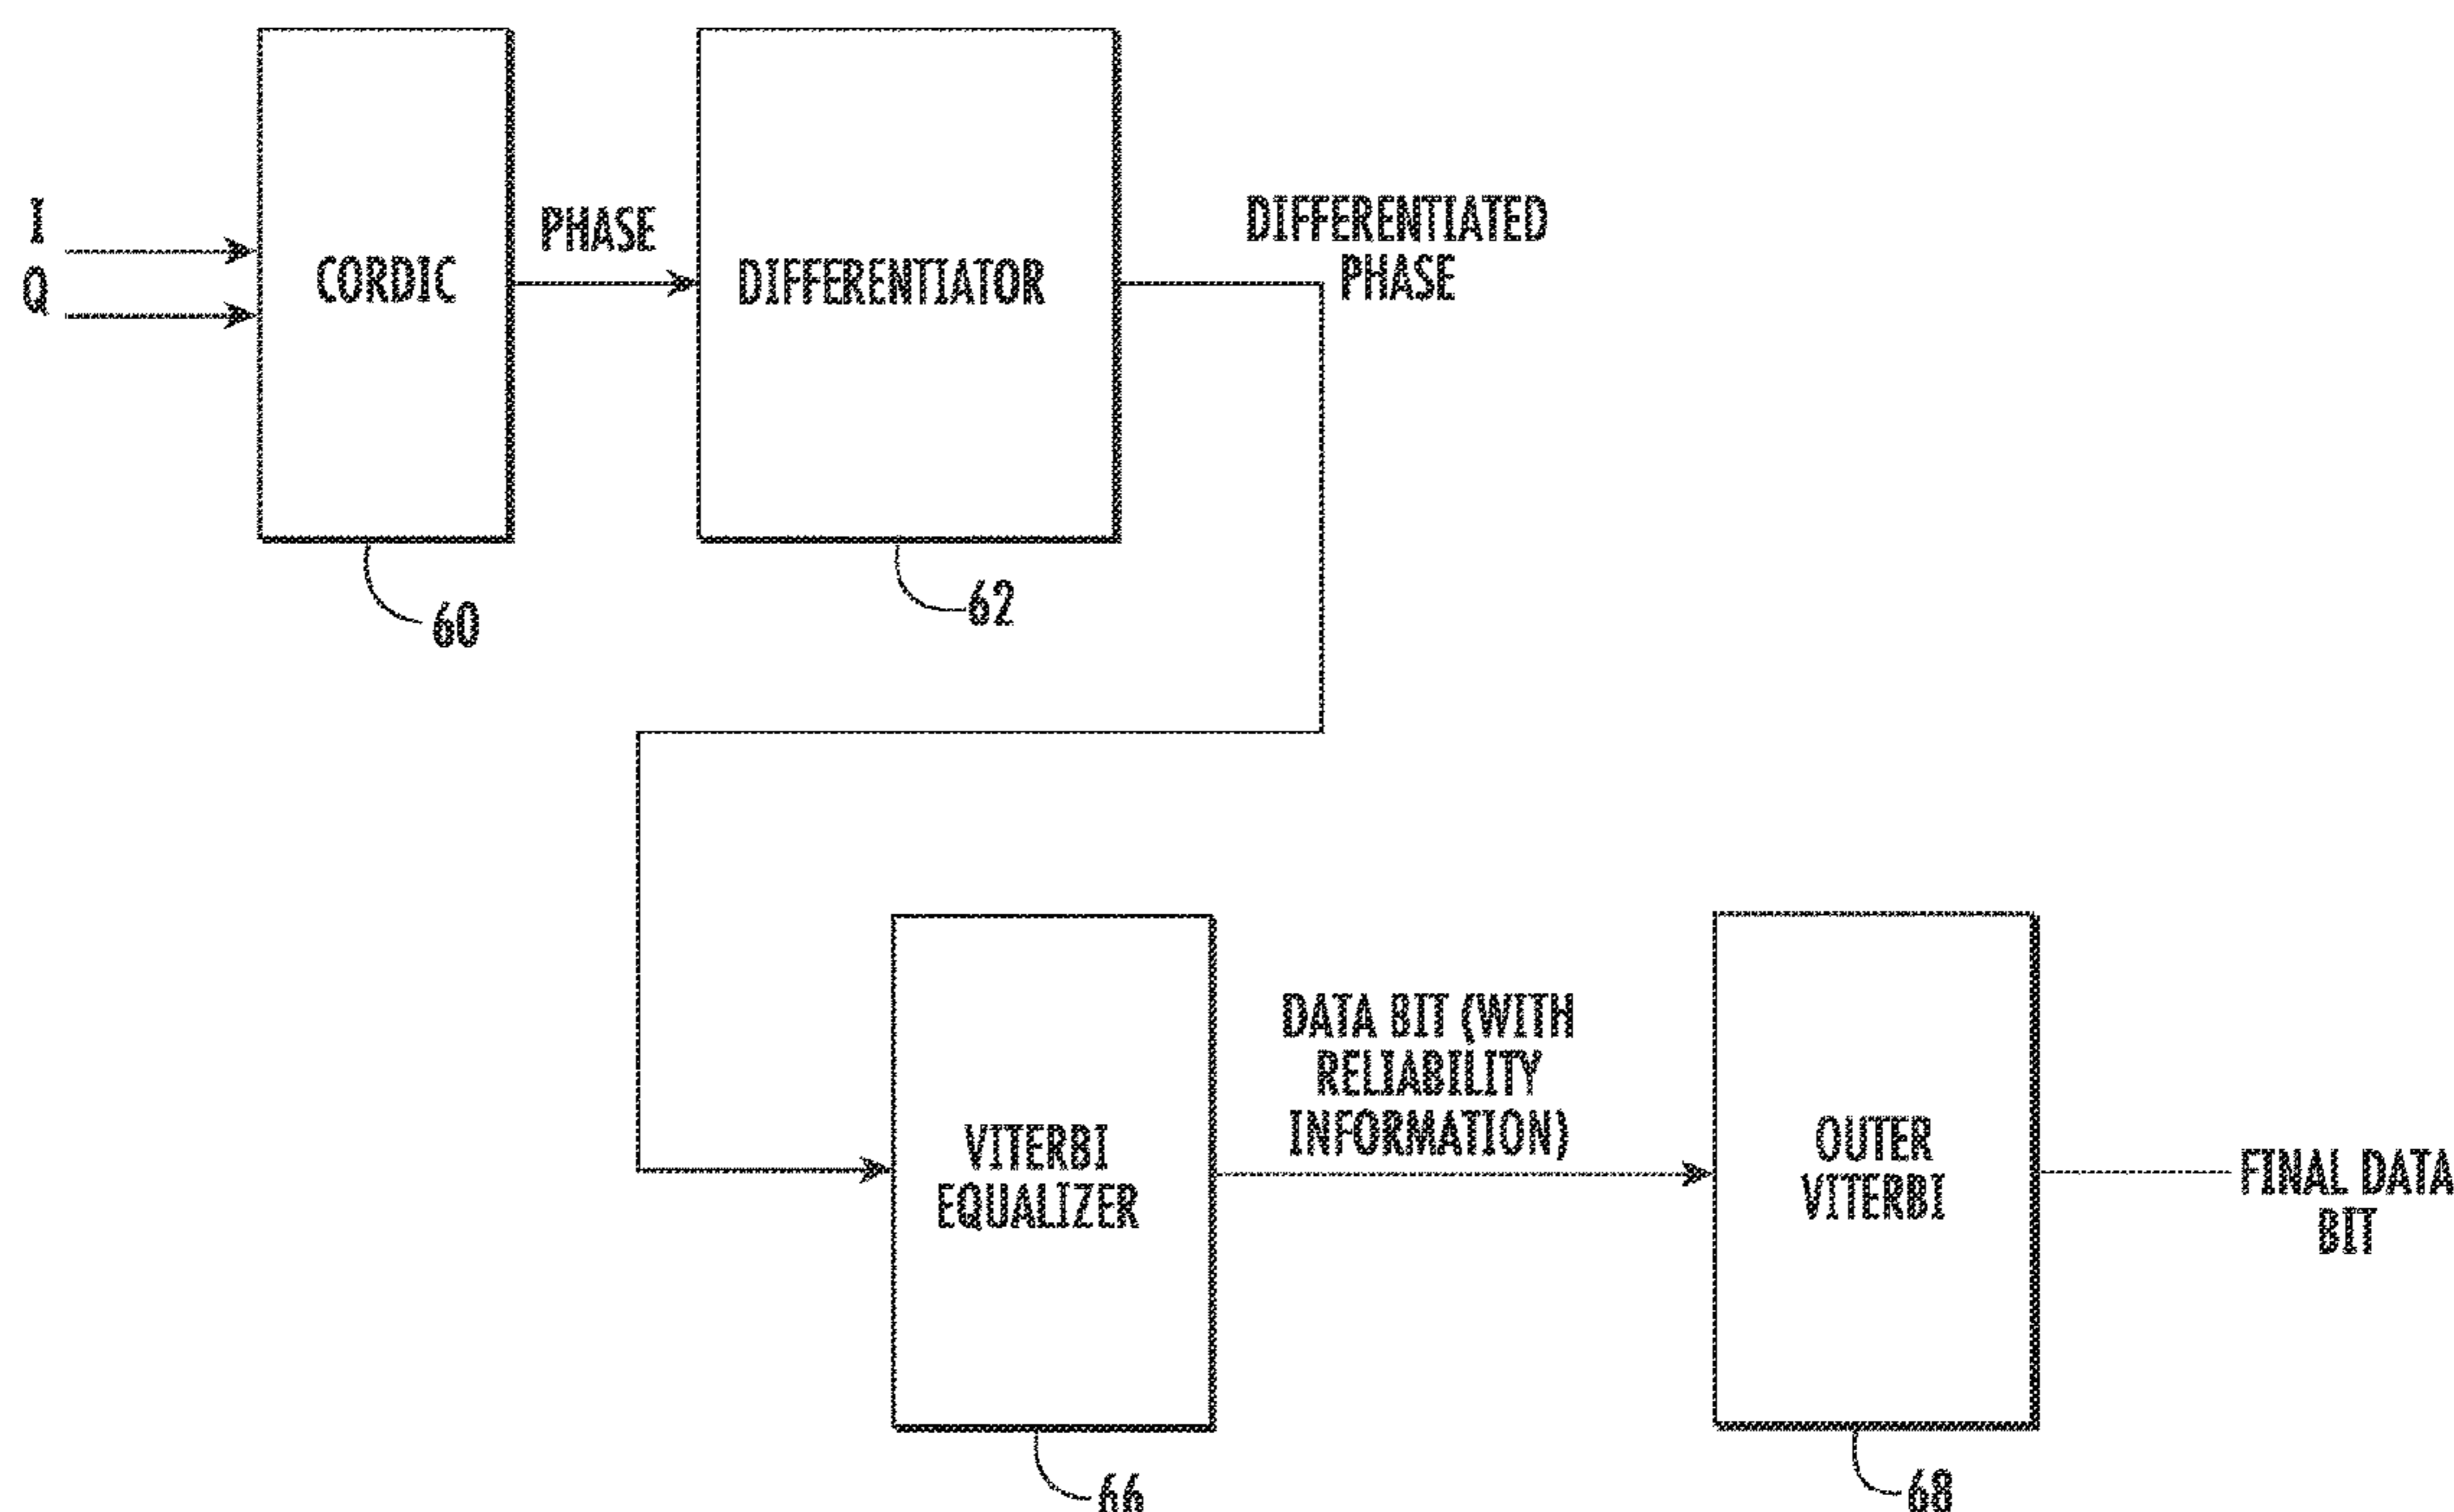 I
Q
CORDIC
PHASE
DIFFERENTIATOR
DIFFERENTIATED
PHASE
60
62
VITERBI
EQUALIZER
DATA BIT (WITH
RELIABILITY
INFORMATION)
OUTER
VITERBI
FINAL DATA
BIT
66
68